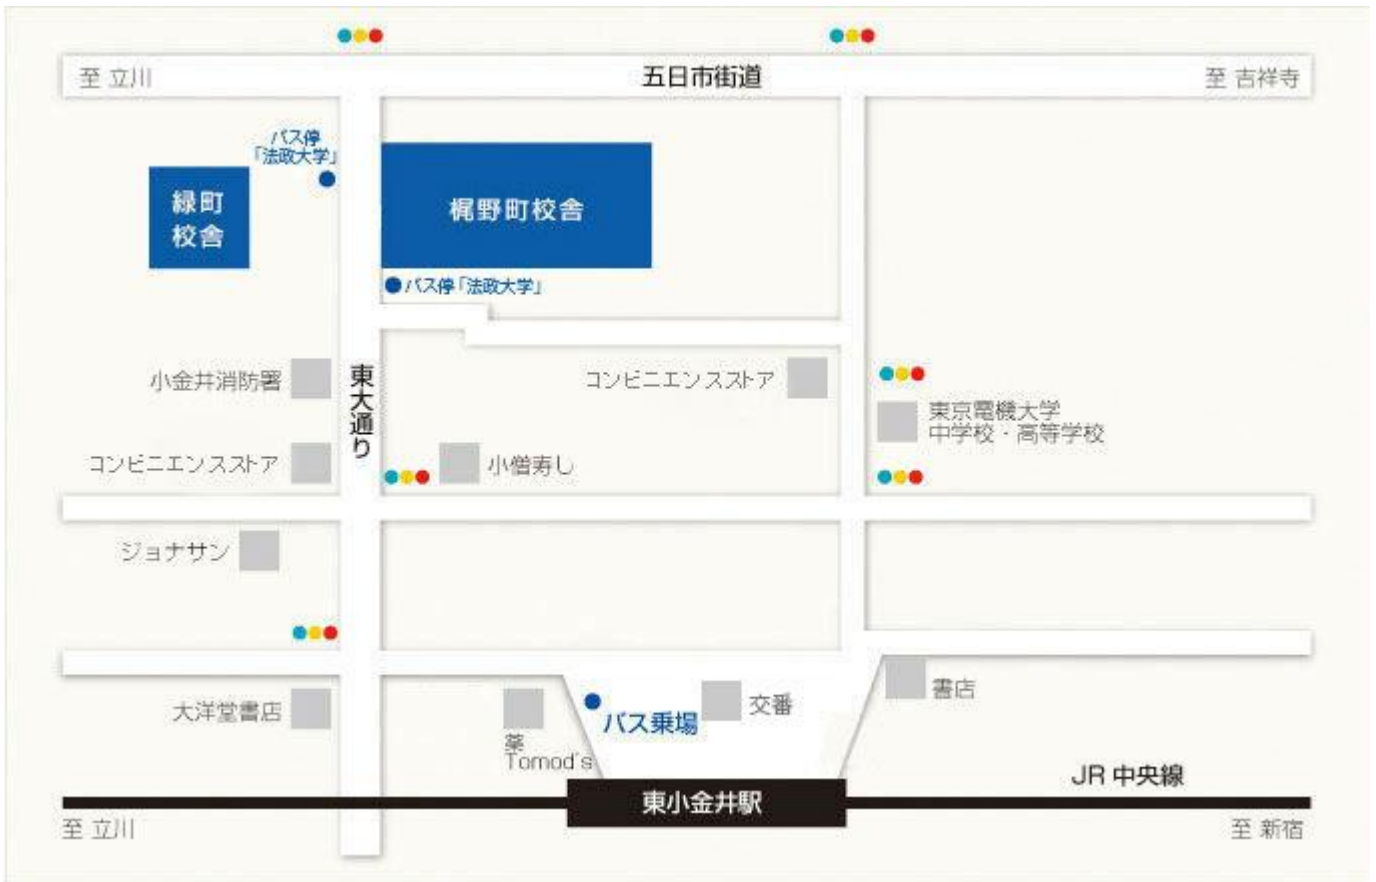 至 立川
五日市街道
至 吉祥寺
バス停
「法政大学」
緑町
校舎
梶野町校舎
バス停「法政大学」
小金井消防署
東大通り
コンビニエンスストア
東京電機大学
中学校・高等学校
コンビニエンスストア
小僧寿し
ジョナサン
大洋堂書店
薬
Tomod's
バス乗場
交番
書店
JR 中央線
東小金井駅
至 立川
至 新宿